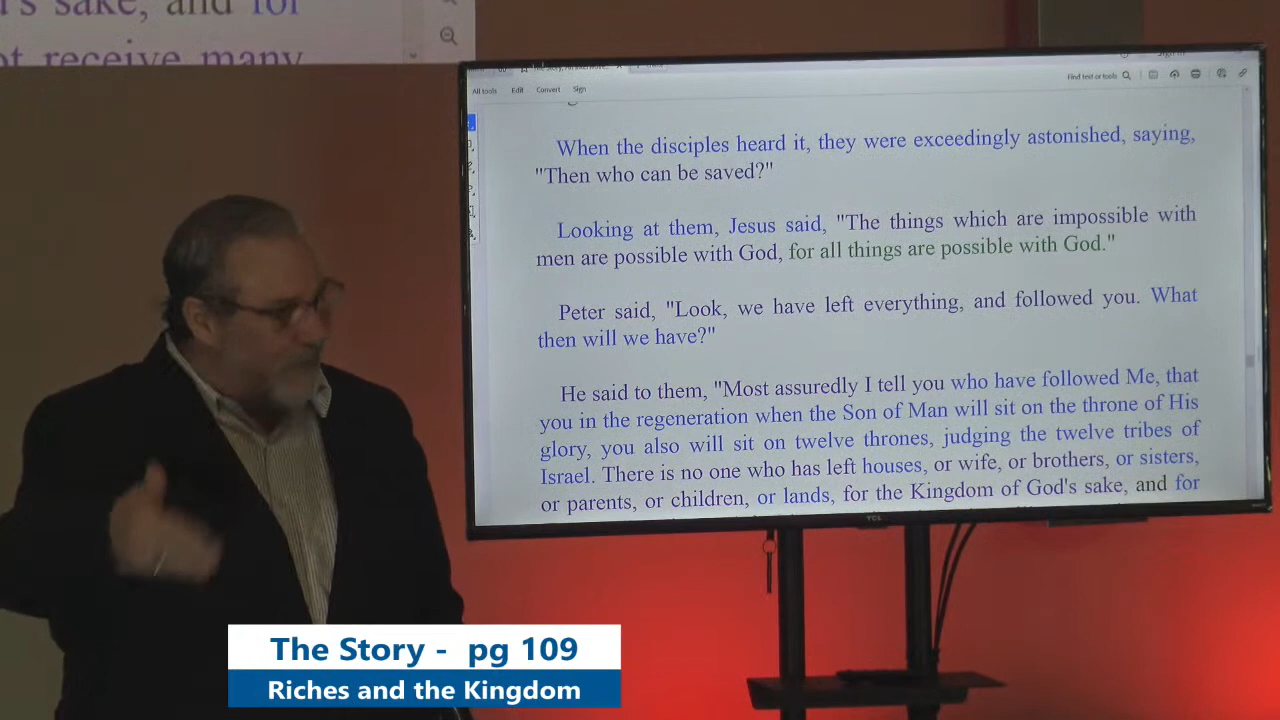 's sake, and for
ot receive many
Find text or tools
All tools Edit Convert Sign
When the disciples heard it, they were exceedingly astonished, saying,
"Then who can be saved?"
Looking at them, Jesus said, "The things which are impossible with
men are possible with God, for all things are possible with God."
Peter said, "Look, we have left everything, and followed you. What
then will we have?"
He said to them, "Most assuredly I tell you who have followed Me, that
you in the regeneration when the Son of Man will sit on the throne of His
glory, you also will sit on twelve thrones, judging the twelve tribes of
Israel. There is no one who has left houses, or wife, or brothers, or sisters,
or parents, or children, or lands, for the Kingdom of God's sake, and for
TCL
The Story - pg 109
Riches and the Kingdom